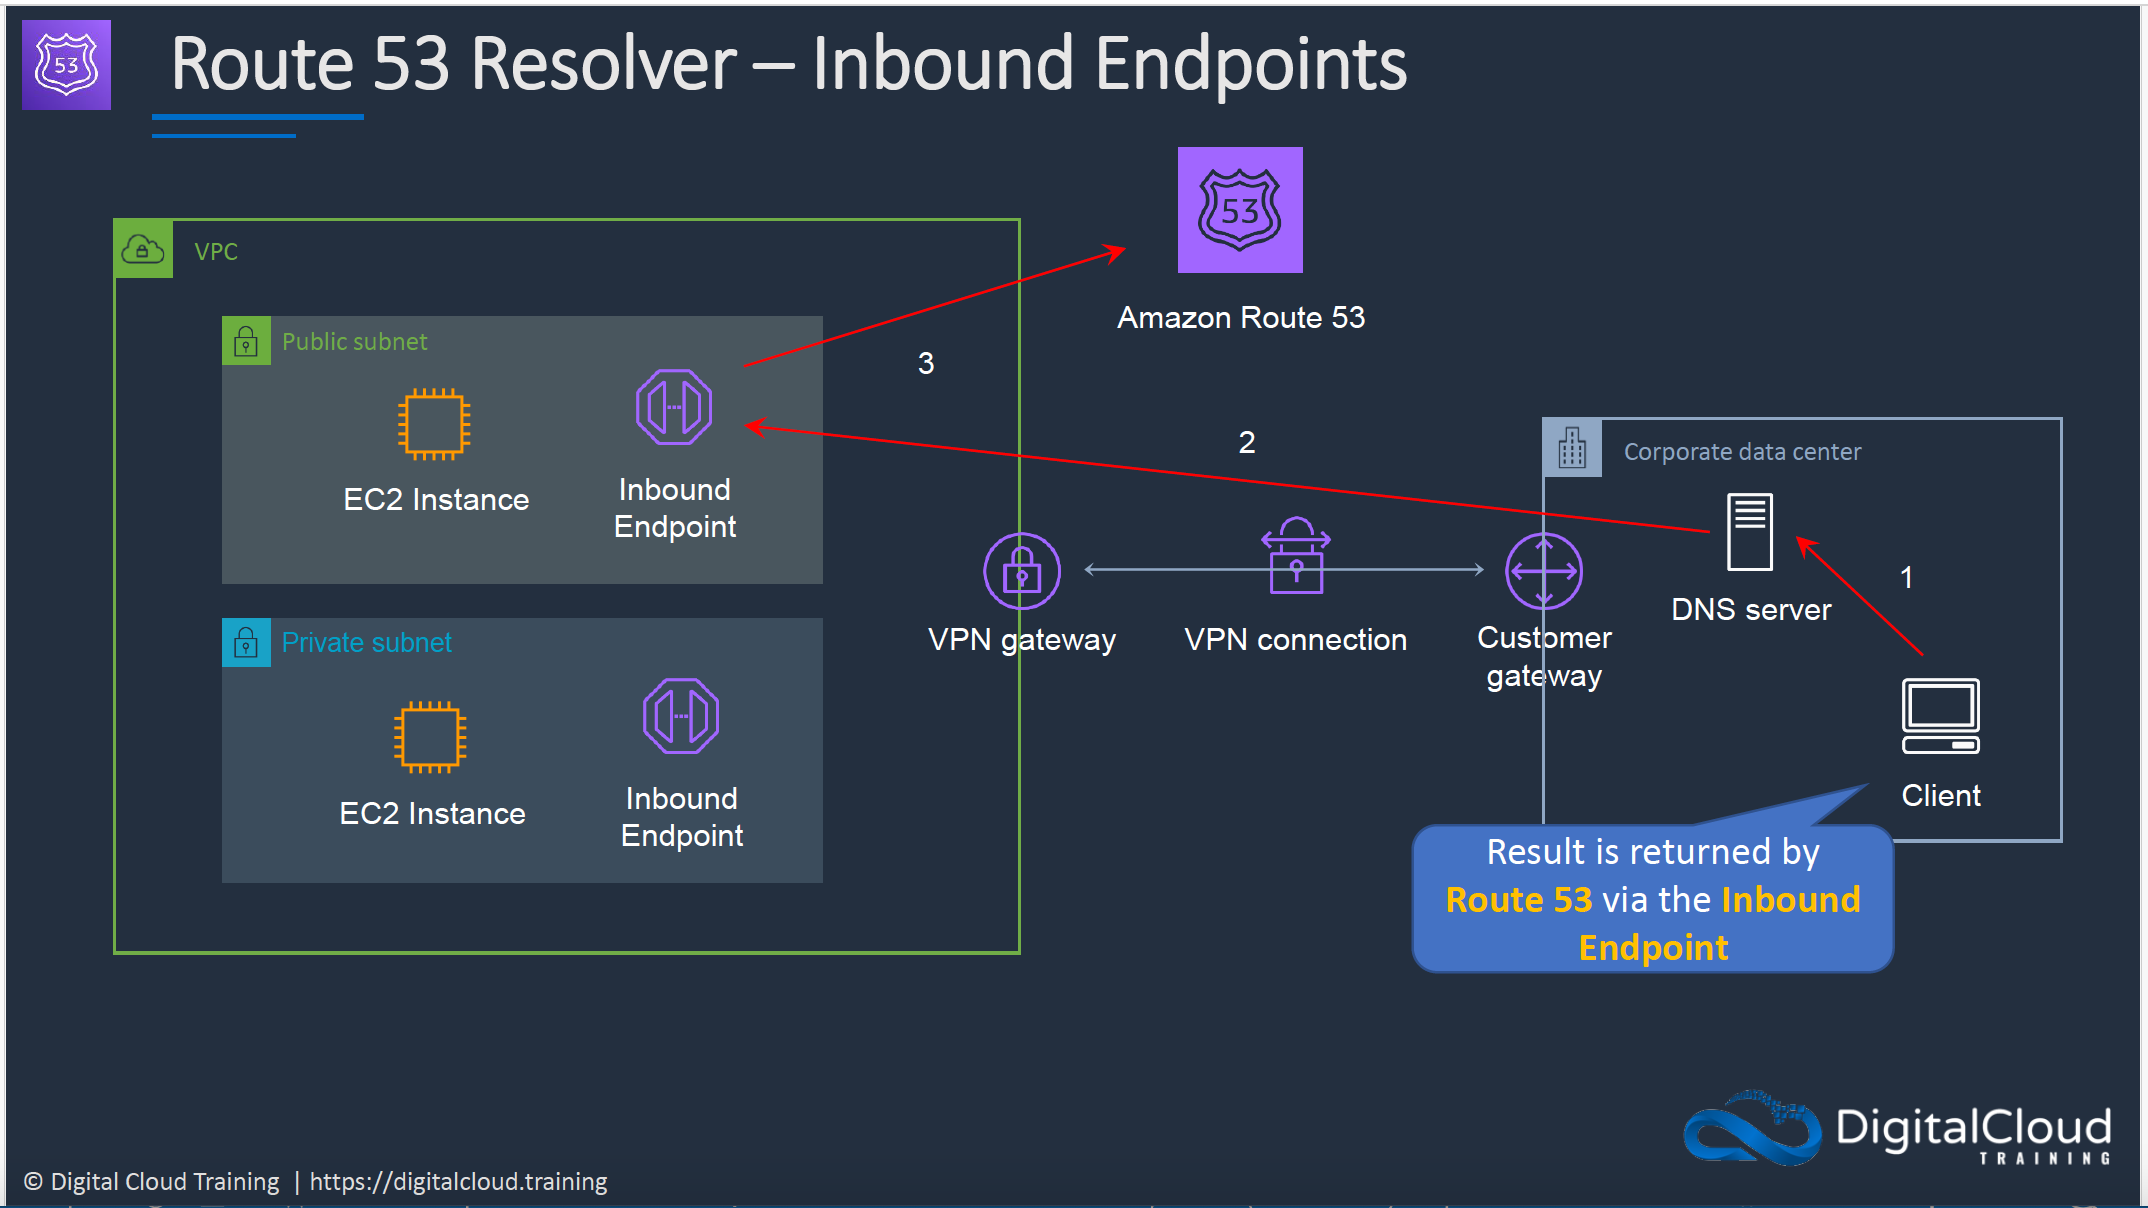 53
Route 53 Resolver – Inbound Endpoints
53
Amazon Route 53
VPC
Public subnet
EC2 Instance
Inbound
Endpoint
3
2
Corporate data center
DNS server
1
VPN gateway
VPN connection
Customer
gateway
Client
Private subnet
EC2 Instance
Inbound
Endpoint
Result is returned by
Route 53 via the Inbound
Endpoint
DigitalCloud
TRAINING
© Digital Cloud Training | https://digitalcloud.training